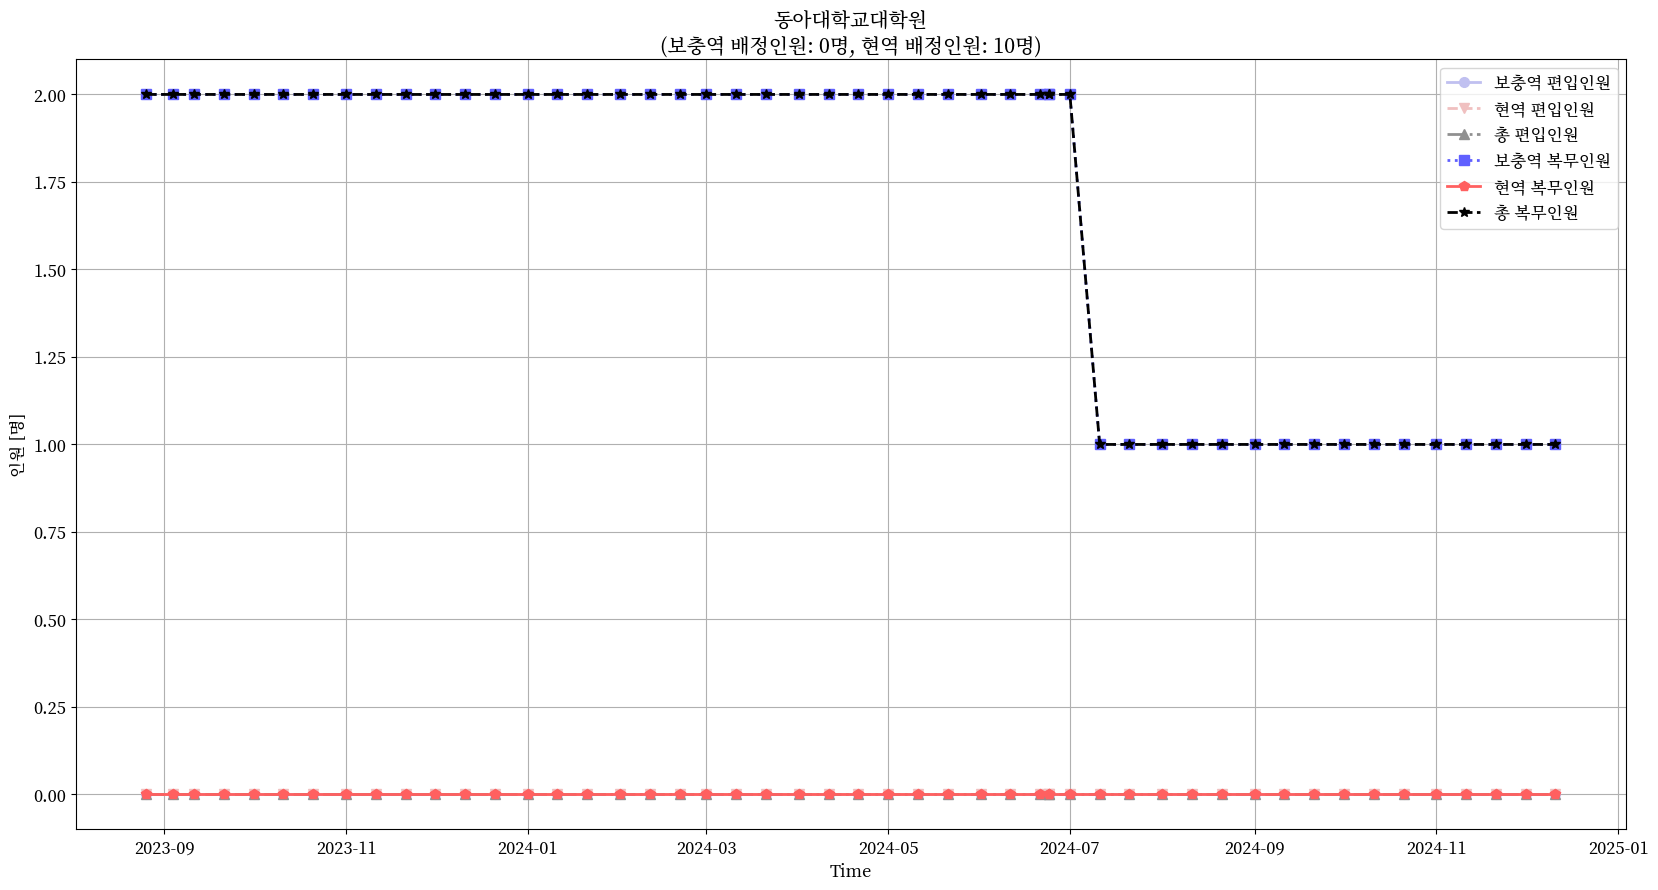 동아대학교대학원
(보충역 배정인원: 0명, 현역 배정인원: 10명)
보충역 편입인원
현역 편입인원
총 편입인원
보충역 복무인원
현역 복무인원
총 복무인원
인원 [명]
2.00
1.75
1.50
1.25
1.00
0.75
0.50
0.25
0.00
2023-09
2023-11
2024-01
2024-03
2024-05
2024-07
2024-09
2024-11
2025-01
Time